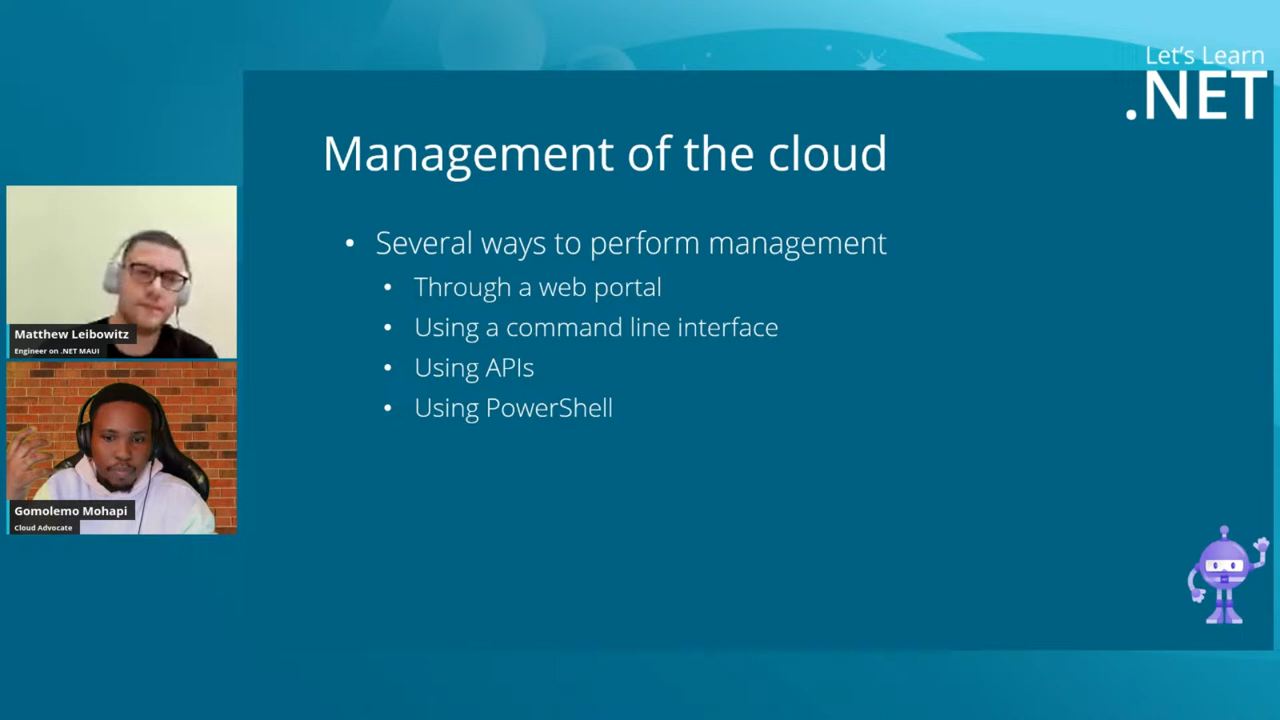 Let's Learn
.NET
Management of the cloud
• Several ways to perform management
• Through a web portal
• Using a command line interface
• Using APIs
• Using PowerShell
Matthew Leibowitz
Engineer on .NET MAUI
Gomolemo Mohapi
Cloud Advocate